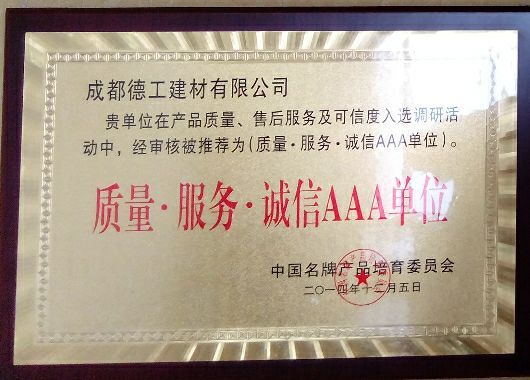 成都德工建材有限公司
贵单位在产品质量、售后服务及可信度入选调研活
动中，经审核被推荐为(质量·服务·诚信AAA单位)。
质量·服务·诚信AAA单位
中国名牌产品培育委员会
二〇一四年十二月五日